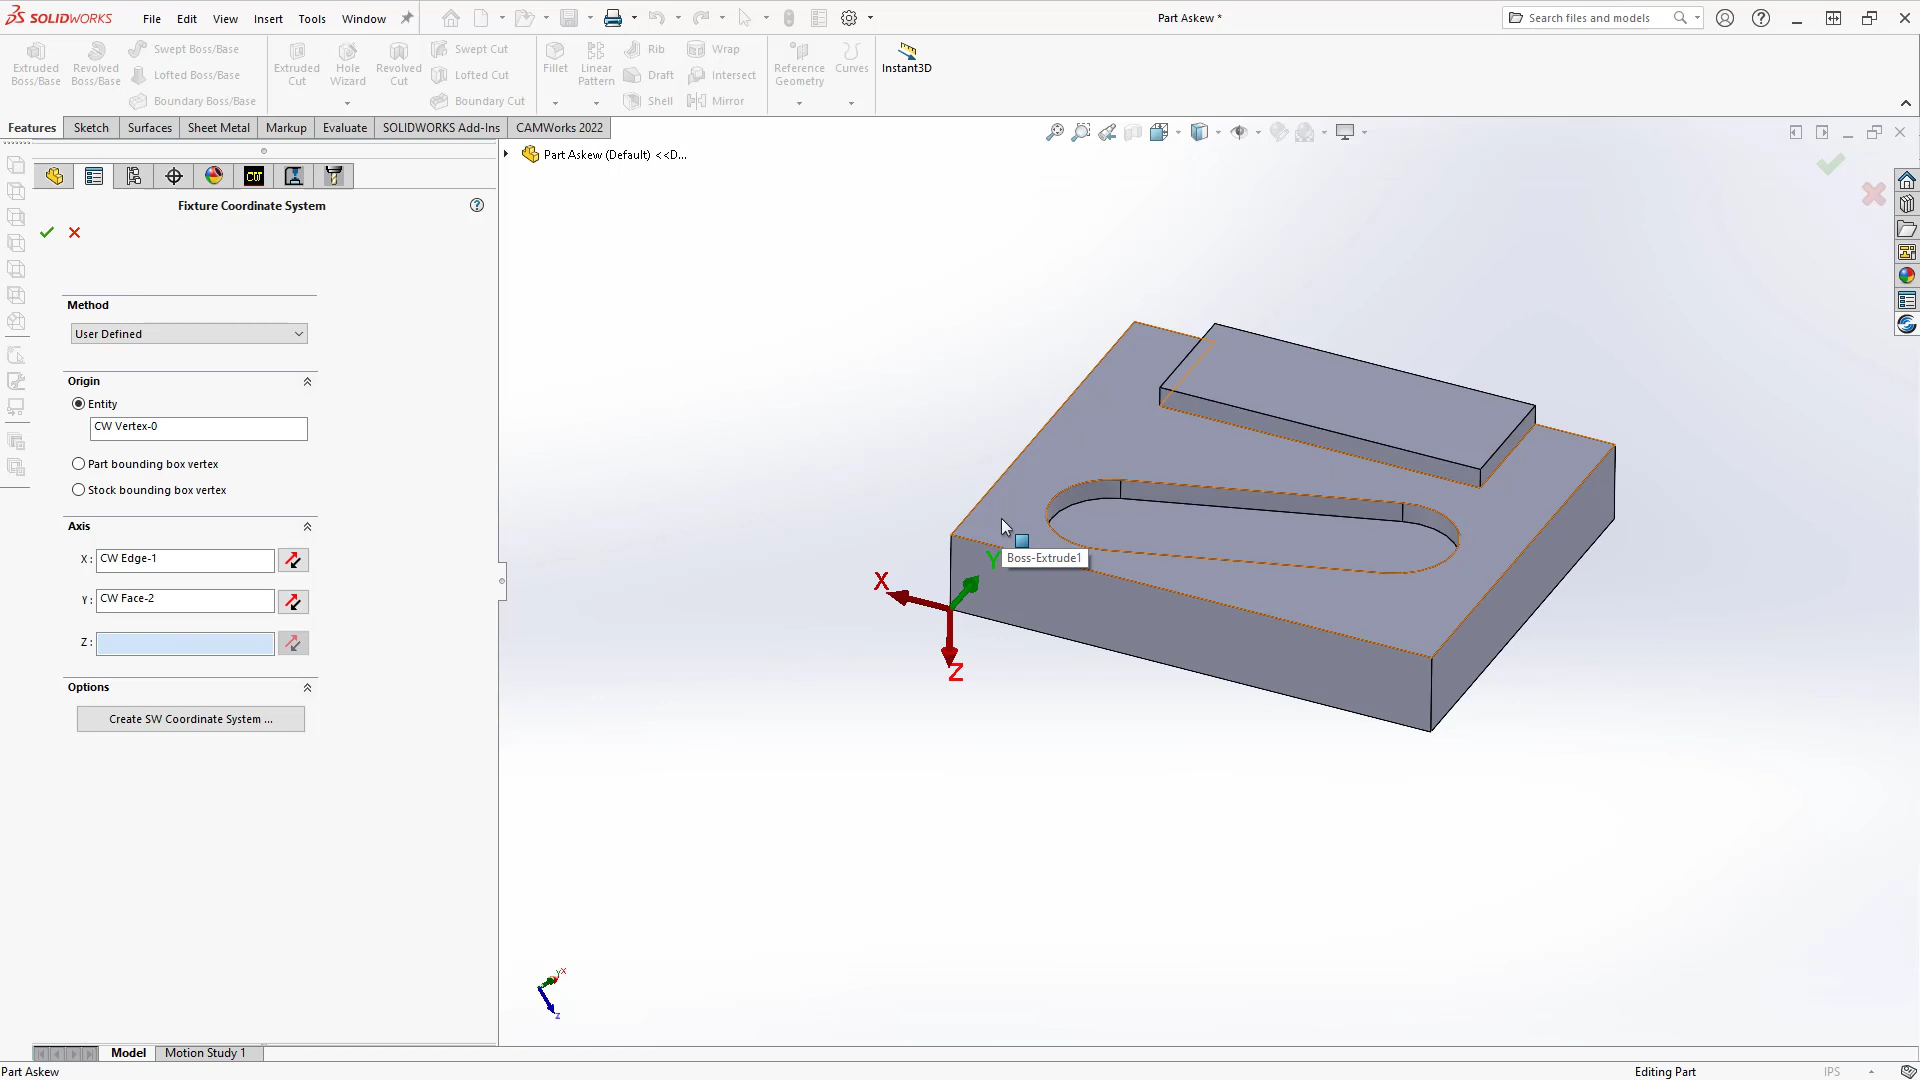 SOLIDWORKS
File Edit View Insert Tools Window
Part Askew *
Search files and models
Extruded Boss/Base
Revolved Boss/Base
Swept Boss/Base
Lofted Boss/Base
Boundary Boss/Base
Extruded Cut
Hole Wizard
Revolved Cut
Swept Cut
Lofted Cut
Boundary Cut
Fillet
Linear Pattern
Rib
Draft
Shell
Wrap
Intersect
Mirror
Reference Geometry
Curves
Instant3D
Features Sketch Surfaces Sheet Metal Markup Evaluate SOLIDWORKS Add-Ins CAMWorks 2022
Part Askew (Default) <<D...
CW
Fixture Coordinate System
Method
User Defined
Origin
Entity
CW Vertex-0
Part bounding box vertex
Stock bounding box vertex
Axis
X: CW Edge-1
Y: CW Face-2
Z:
Options
Create SW Coordinate System ...
X
Y
Boss-Extrude1
Z
Y X
Z
Model Motion Study 1
Part Askew
Editing Part
IPS